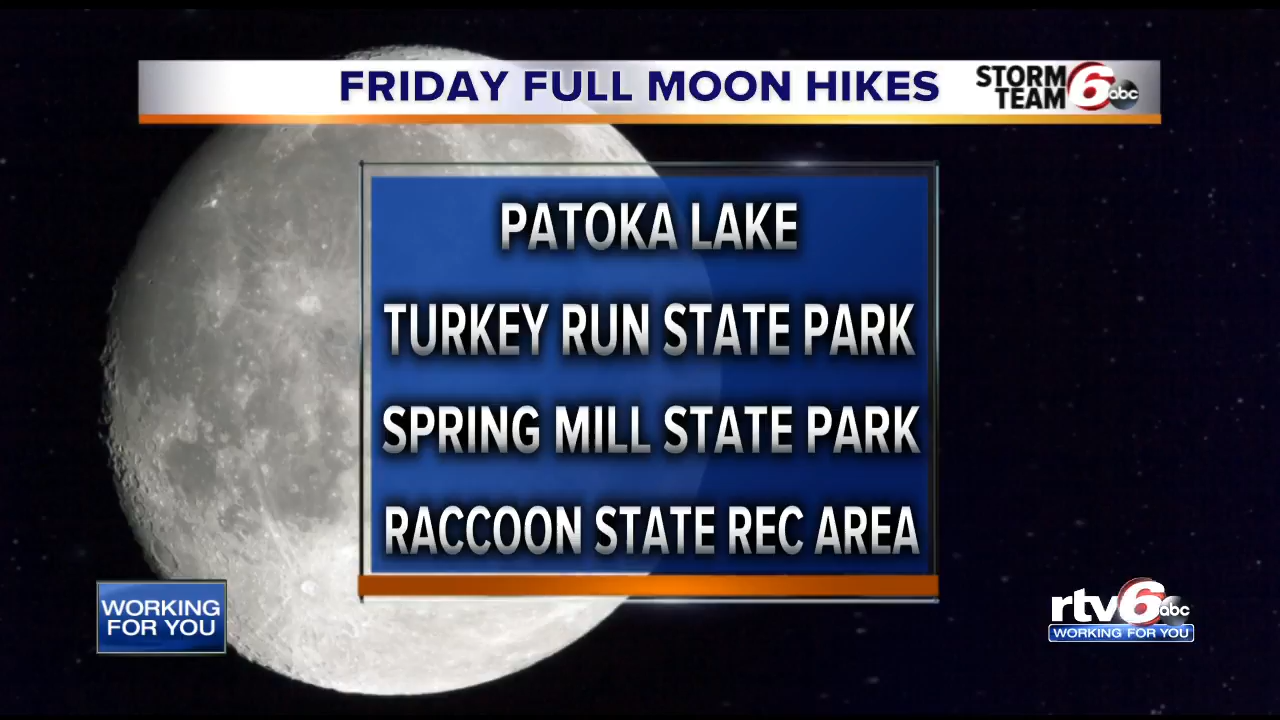 FRIDAY FULL MOON HIKES
STORM TEAM 6 abc
PATOKA LAKE
TURKEY RUN STATE PARK
SPRING MILL STATE PARK
RACCOON STATE REC AREA
WORKING
FOR YOU
rtv6 abc
WORKING FOR YOU